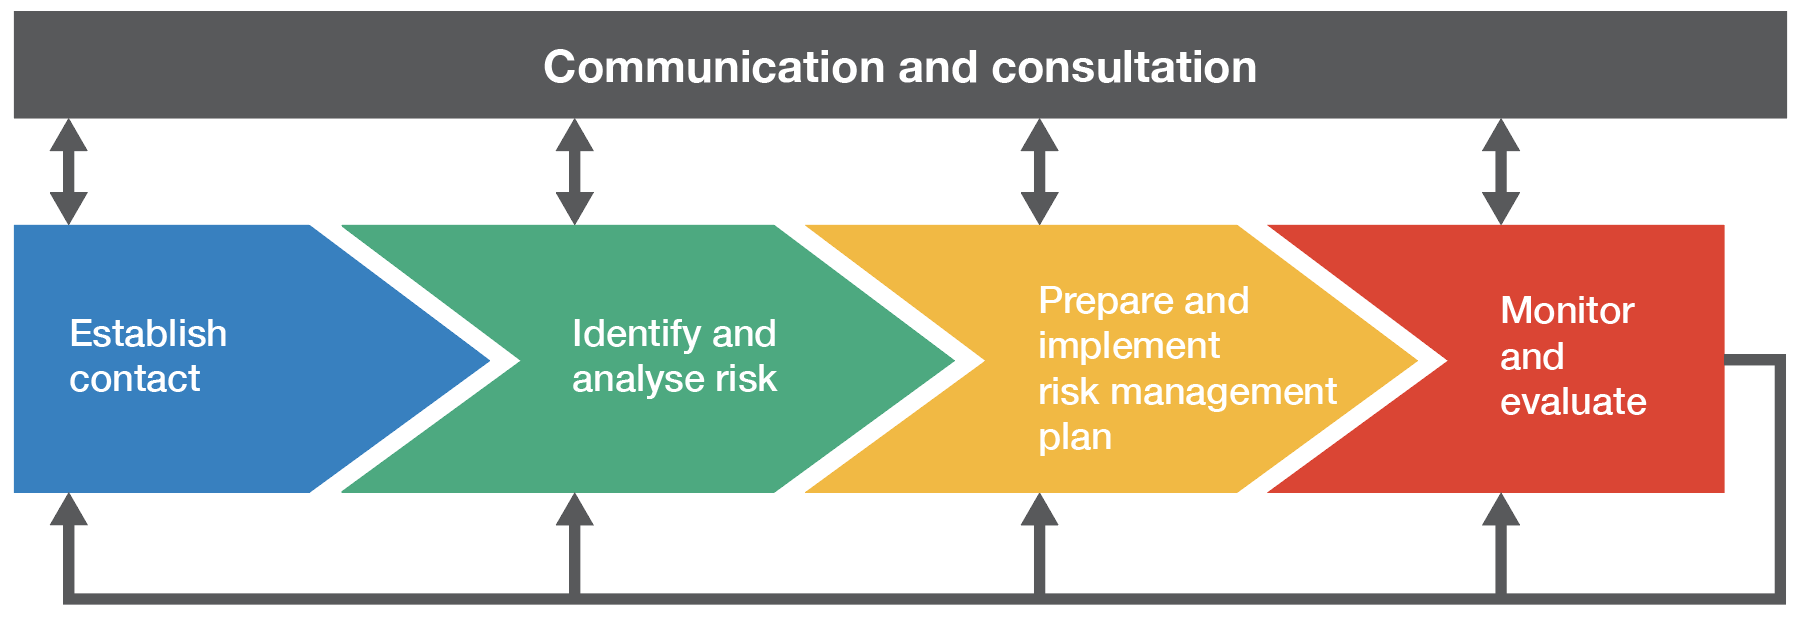 Communication and consultation
Establish
contact
Identify and
analyse risk
Prepare and
implement
risk management
plan
Monitor
and
evaluate